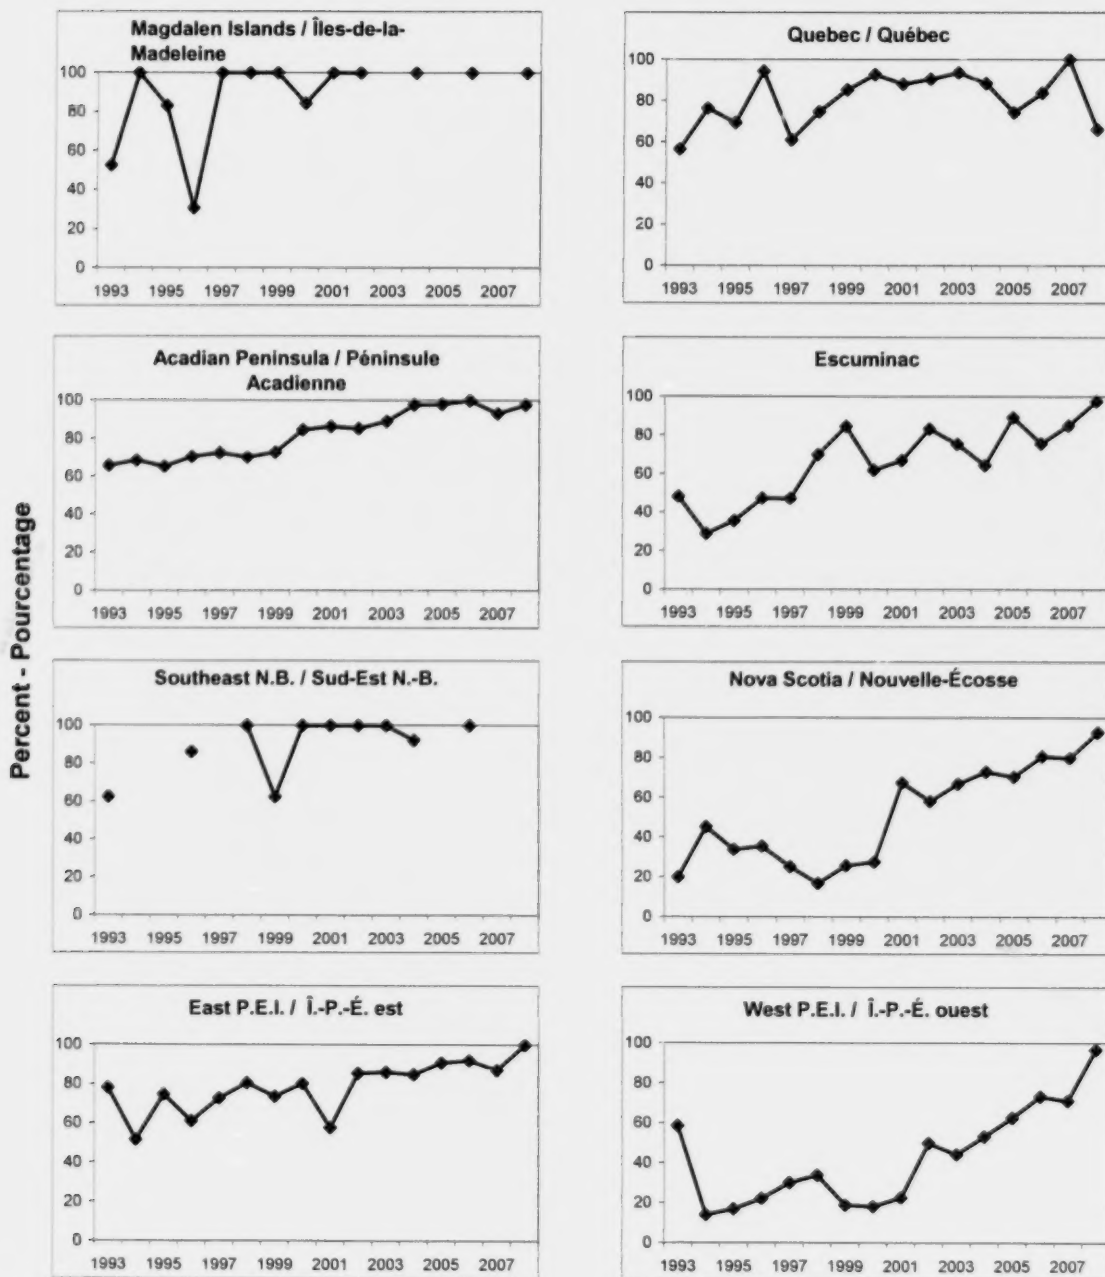 Percent - Pourcentage
Magdalen Islands / Îles-de-la-
Madeleine
100
80
60
40
20
0
1993 1995 1997 1999 2001 2003 2005 2007
Quebec / Québec
100
80
60
40
20
0
1993 1995 1997 1999 2001 2003 2005 2007
Acadian Peninsula / Péninsule
Acadienne
100
80
60
40
20
0
1993 1995 1997 1999 2001 2003 2005 2007
Escuminac
100
80
60
40
20
0
1993 1995 1997 1999 2001 2003 2005 2007
Southeast N.B. / Sud-Est N.-B.
100
80
60
40
20
0
1993 1995 1997 1999 2001 2003 2005 2007
Nova Scotia / Nouvelle-Écosse
100
80
60
40
20
0
1993 1995 1997 1999 2001 2003 2005 2007
East P.E.I. / Î.-P.-É. est
100
80
60
40
20
0
1993 1995 1997 1999 2001 2003 2005 2007
West P.E.I. / Î.-P.-É. ouest
100
80
60
40
20
0
1993 1995 1997 1999 2001 2003 2005 2007